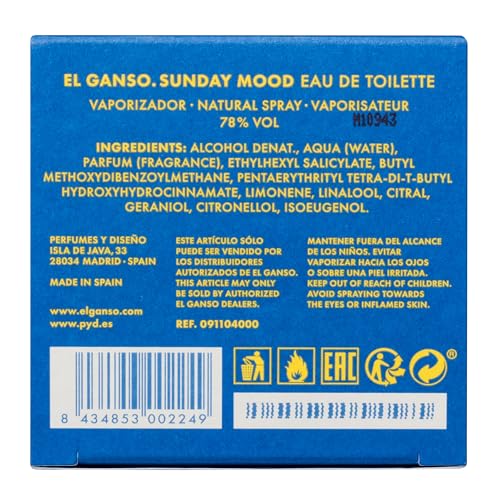 EL GANSO. SUNDAY MOOD EAU DE TOILETTE
VAPORIZADOR · NATURAL SPRAY · VAPORISATEUR
78% VOL
M10943
INGREDIENTS: ALCOHOL DENAT., AQUA (WATER),
PARFUM (FRAGRANCE), ETHYLHEXYL SALICYLATE, BUTYL
METHOXYDIBENZOYLMETHANE, PENTAERYTHRITYL TETRA-DI-T-BUTYL
HYDROXYHYDROCINNAMATE, LIMONENE, LINALOOL, CITRAL,
GERANIOL, CITRONELLOL, ISOEUGENOL.
PERFUMES Y DISEÑO
ISLA DE JAVA, 33
28034 MADRID · SPAIN
MADE IN SPAIN
www.elganso.com
www.pyd.es
ESTE ARTÍCULO SÓLO
PUEDE SER VENDIDO POR
LOS DISTRIBUIDORES
AUTORIZADOS DE EL GANSO.
THIS ARTICLE MAY ONLY
BE SOLD BY AUTHORIZED
EL GANSO DEALERS.
REF. 091104000
MANTENER FUERA DEL ALCANCE
DE LOS NIÑOS. EVITAR
VAPORIZAR HACIA LOS OJOS
O SOBRE UNA PIEL IRRITADA.
KEEP OUT OF REACH OF CHILDREN.
AVOID SPRAYING TOWARDS
THE EYES OR INFLAMED SKIN.
EAC
®
8 434853 002249